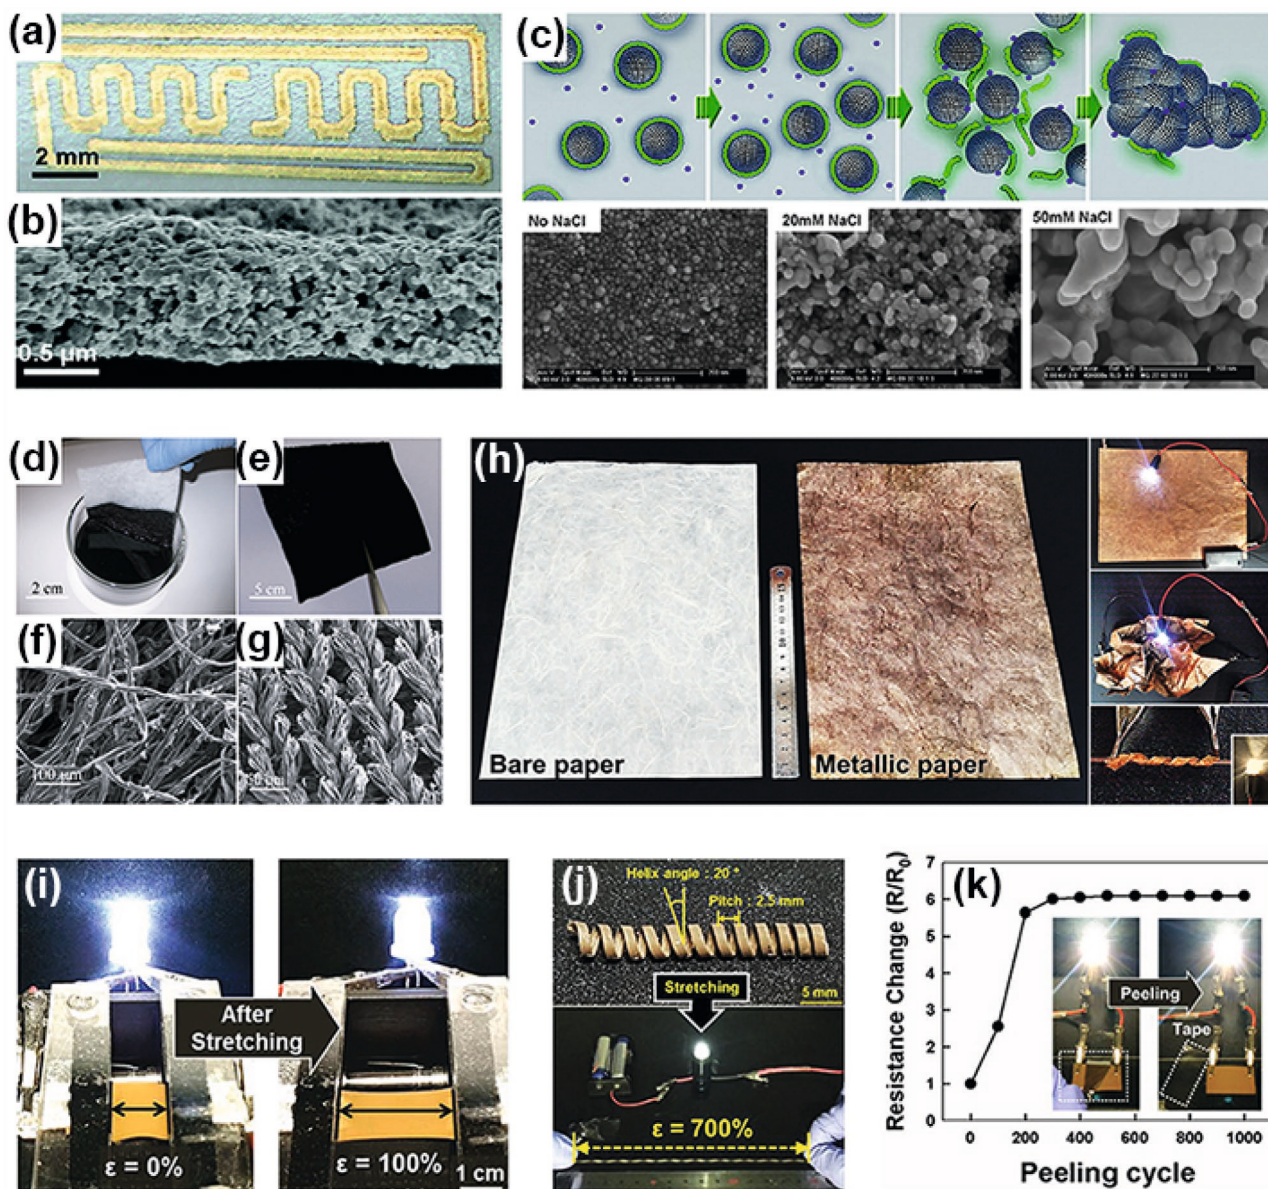 (a)
2 mm
(b)
0.5 µm
(c)
No NaCl
20mM NaCl
50mM NaCl
(d)
2 cm
(e)
5 cm
(f)
100 µm
(g)
(h)
Bare paper
Metallic paper
(i)
After
Stretching
ε = 0%
ε = 100%
1 cm
(j)
Helix angle : 20 °
Pitch : 2.5 mm
Stretching
5 mm
ε = 700%
(k)
Resistance Change (R/R0)
7
6
5
4
3
2
1
0
Peeling
Tape
0 200 400 600 800 1000
Peeling cycle